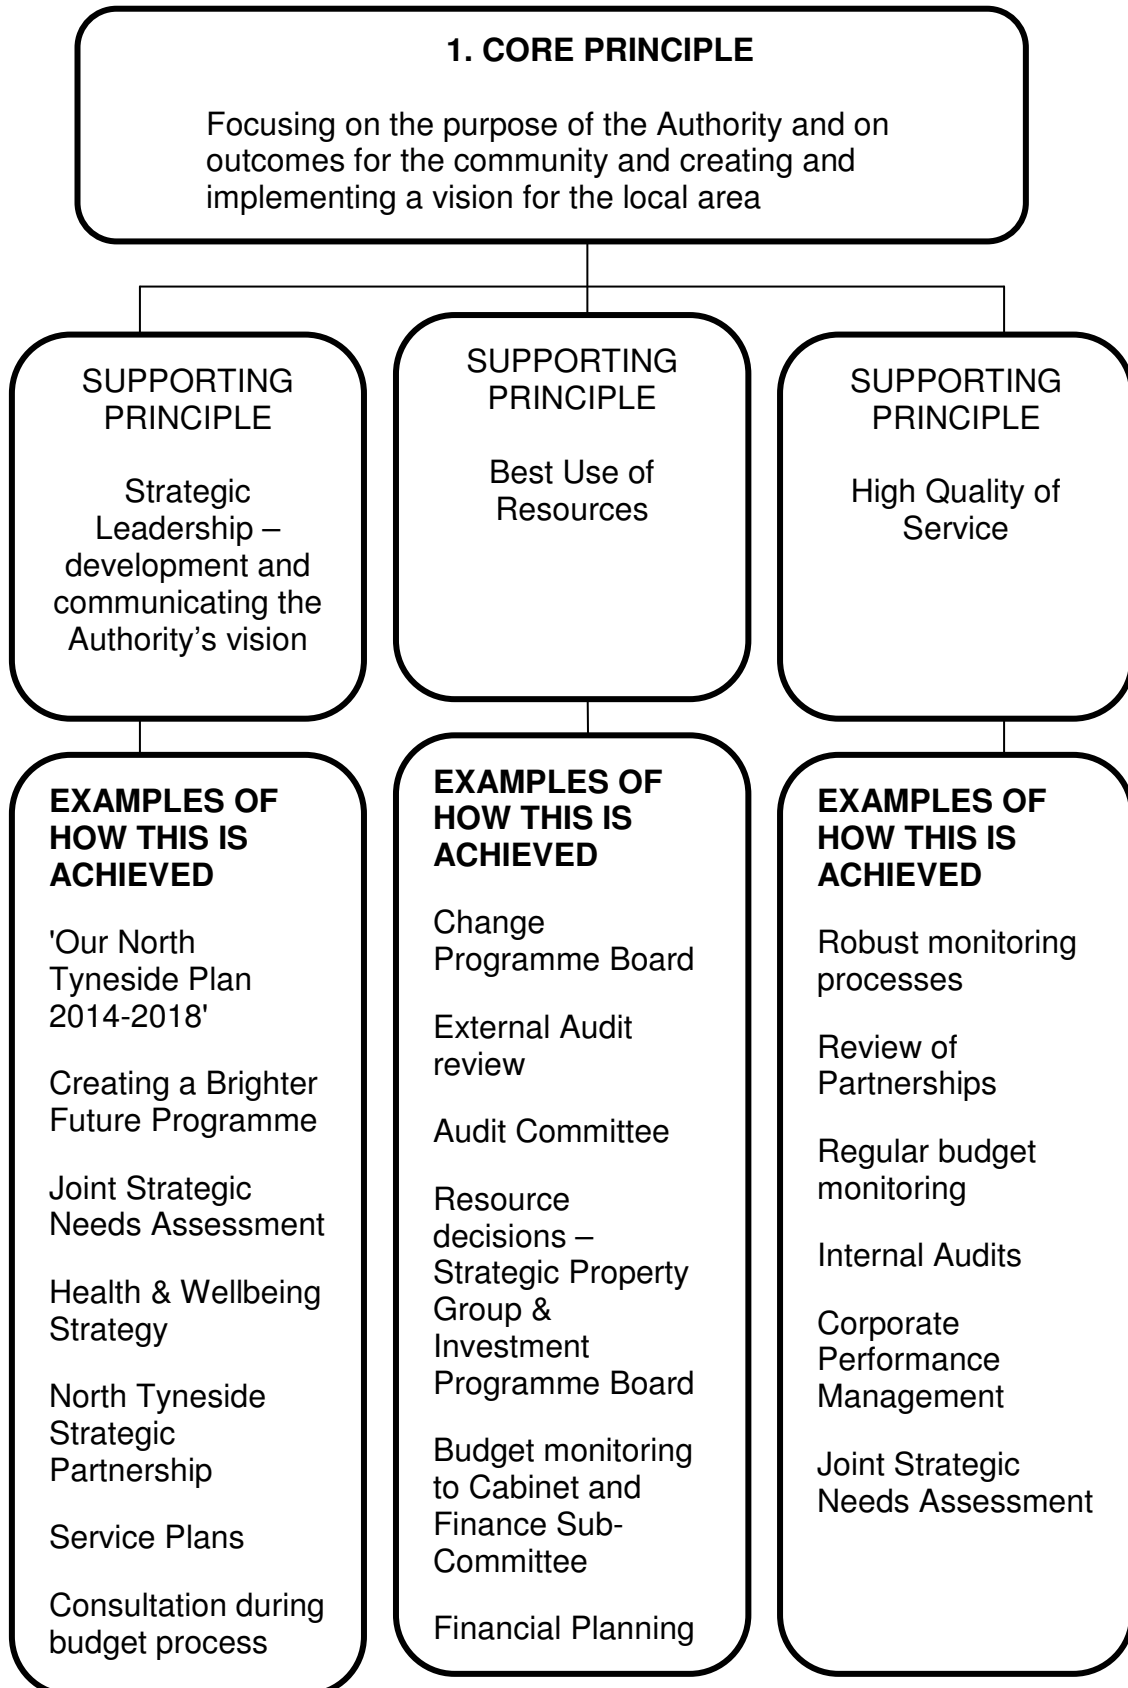 1. CORE PRINCIPLE
Focusing on the purpose of the Authority and on
outcomes for the community and creating and
implementing a vision for the local area
SUPPORTING
PRINCIPLE
Strategic
Leadership –
development and
communicating the
Authority’s vision
SUPPORTING
PRINCIPLE
Best Use of
Resources
SUPPORTING
PRINCIPLE
High Quality of
Service
EXAMPLES OF
HOW THIS IS
ACHIEVED
'Our North
Tyneside Plan
2014-2018'
Creating a Brighter
Future Programme
Joint Strategic
Needs Assessment
Health & Wellbeing
Strategy
North Tyneside
Strategic
Partnership
Service Plans
Consultation during
budget process
EXAMPLES OF
HOW THIS IS
ACHIEVED
Change
Programme Board
External Audit
review
Audit Committee
Resource
decisions –
Strategic Property
Group &
Investment
Programme Board
Budget monitoring
to Cabinet and
Finance Sub-
Committee
Financial Planning
EXAMPLES OF
HOW THIS IS
ACHIEVED
Robust monitoring
processes
Review of
Partnerships
Regular budget
monitoring
Internal Audits
Corporate
Performance
Management
Joint Strategic
Needs Assessment